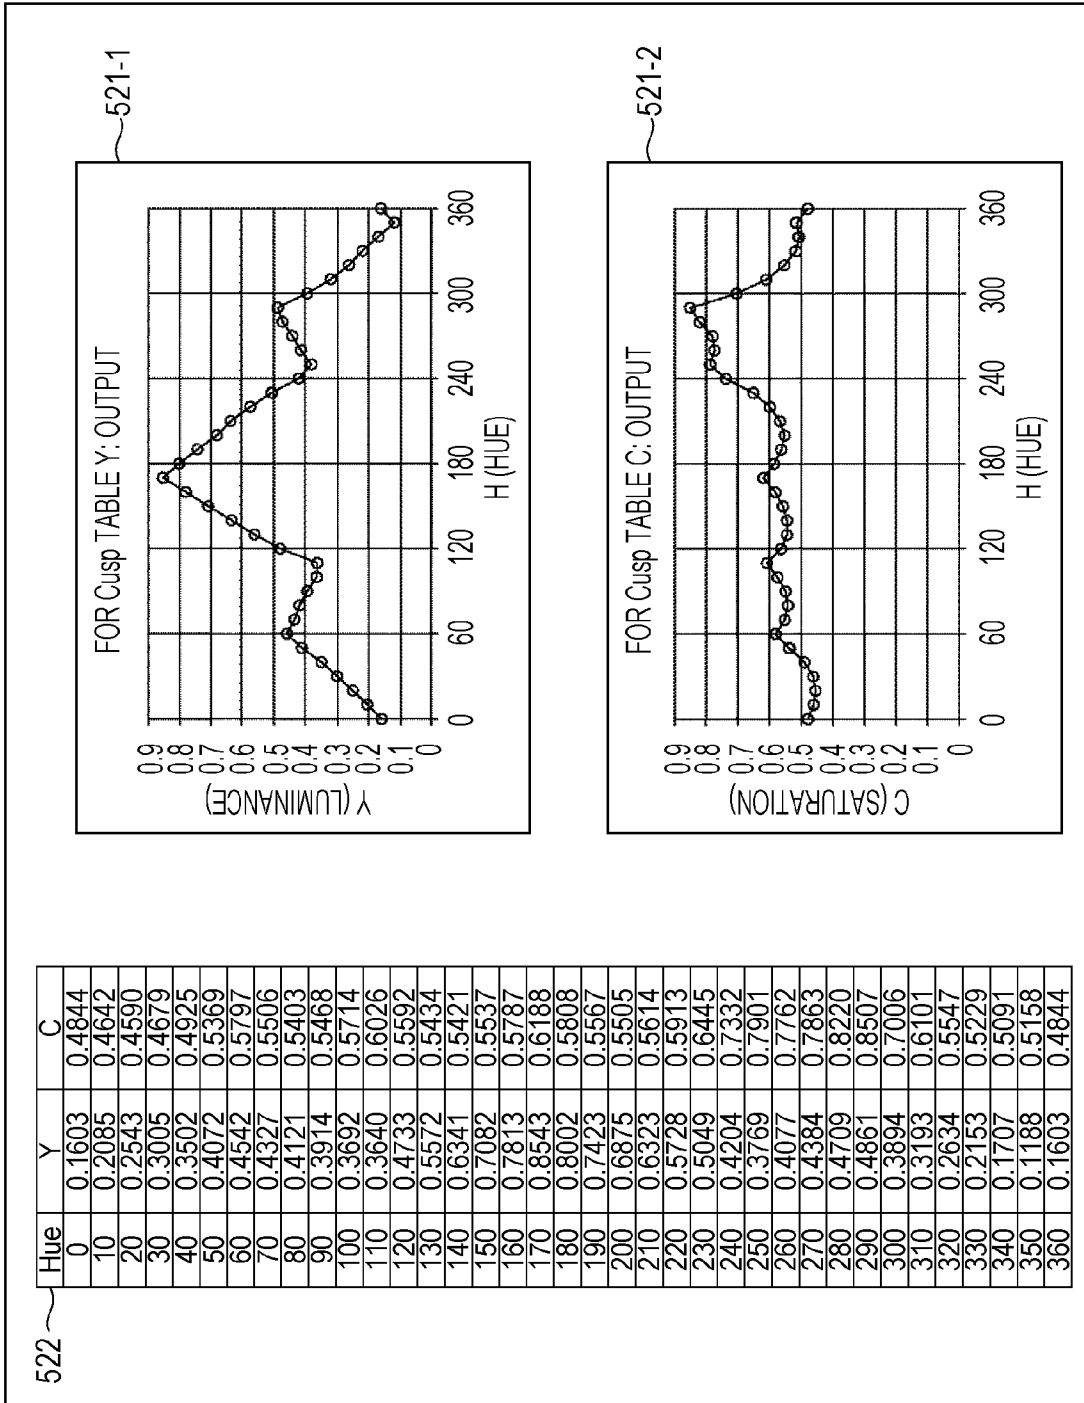 522
Hue Y C
0 0.1603 0.4844
10 0.2085 0.4642
20 0.2543 0.4590
30 0.3005 0.4679
40 0.3502 0.4925
50 0.4072 0.5369
60 0.4542 0.5797
70 0.4327 0.5506
80 0.4121 0.5403
90 0.3914 0.5468
100 0.3692 0.5714
110 0.3640 0.6026
120 0.4733 0.5592
130 0.5572 0.5434
140 0.6341 0.5421
150 0.7082 0.5537
160 0.7813 0.5787
170 0.8543 0.6188
180 0.8002 0.5808
190 0.7423 0.5567
200 0.6875 0.5505
210 0.6323 0.5614
220 0.5728 0.5913
230 0.5049 0.6445
240 0.4204 0.7332
250 0.3769 0.7901
260 0.4077 0.7762
270 0.4384 0.7863
280 0.4709 0.8220
290 0.4861 0.8507
300 0.3894 0.7006
310 0.3193 0.6101
320 0.2634 0.5547
330 0.2153 0.5229
340 0.1707 0.5091
350 0.1188 0.5158
360 0.1603 0.4844
521-1
FOR Cusp TABLE Y: OUTPUT
Y (LUMINANCE)
0.9
0.8
0.7
0.6
0.5
0.4
0.3
0.2
0.1
0
0 60 120 180 240 300 360
H (HUE)
521-2
FOR Cusp TABLE C: OUTPUT
C (SATURATION)
0.9
0.8
0.7
0.6
0.5
0.4
0.3
0.2
0.1
0
0 60 120 180 240 300 360
H (HUE)